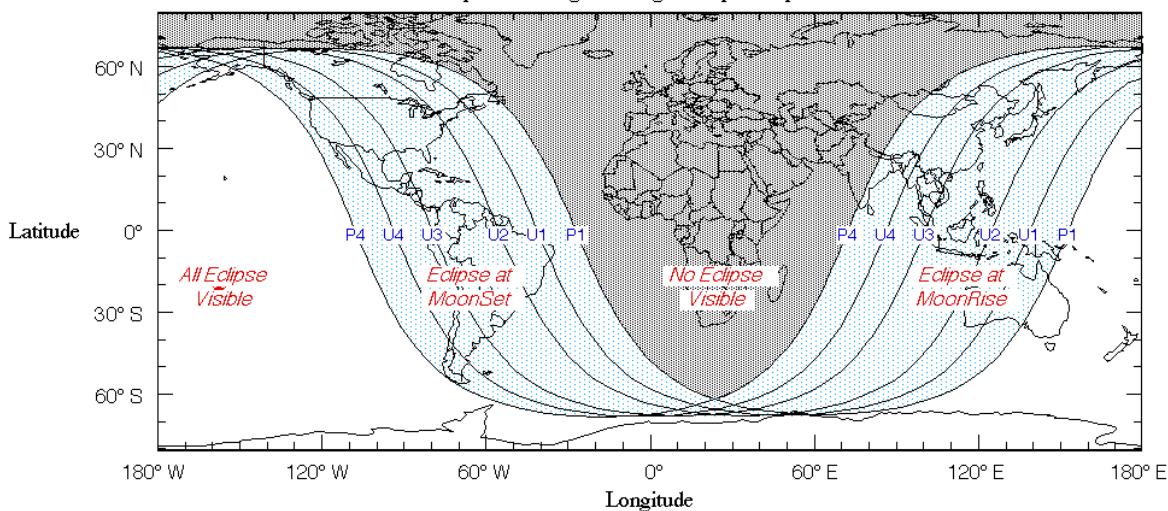 60° N
30° N
Latitude
0°
30° S
60° S
P4 U4 U3 U2 U1 P1
P4 U4 U3 U2 U1 P1
All Eclipse
Visible
Eclipse at
MoonSet
No Eclipse
Visible
Eclipse at
MoonRise
180° W 120° W 60° W 0° 60° E 120° E 180° E
Longitude